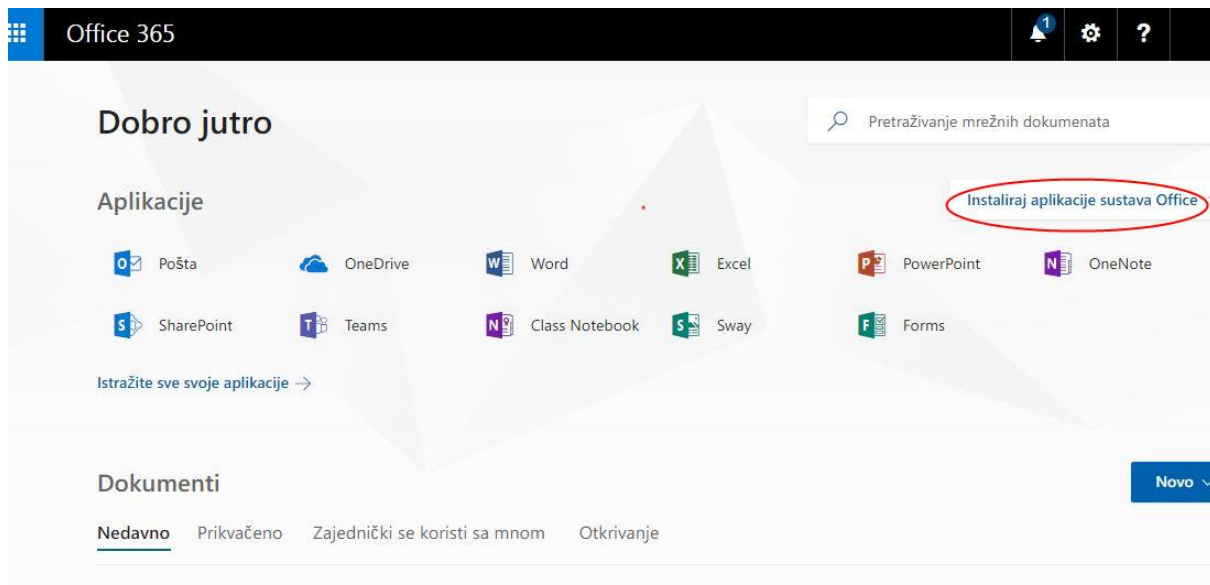 Office 365
1
?
Dobro jutro
Pretraživanje mrežnih dokumenata
Aplikacije
Instaliraj aplikacije sustava Office
Pošta
OneDrive
Word
Excel
PowerPoint
OneNote
SharePoint
Teams
Class Notebook
Sway
Forms
Istražite sve svoje aplikacije →
Dokumenti
Novo
Nedavno Prikvačeno Zajednički se koristi sa mnom Otkrivanje